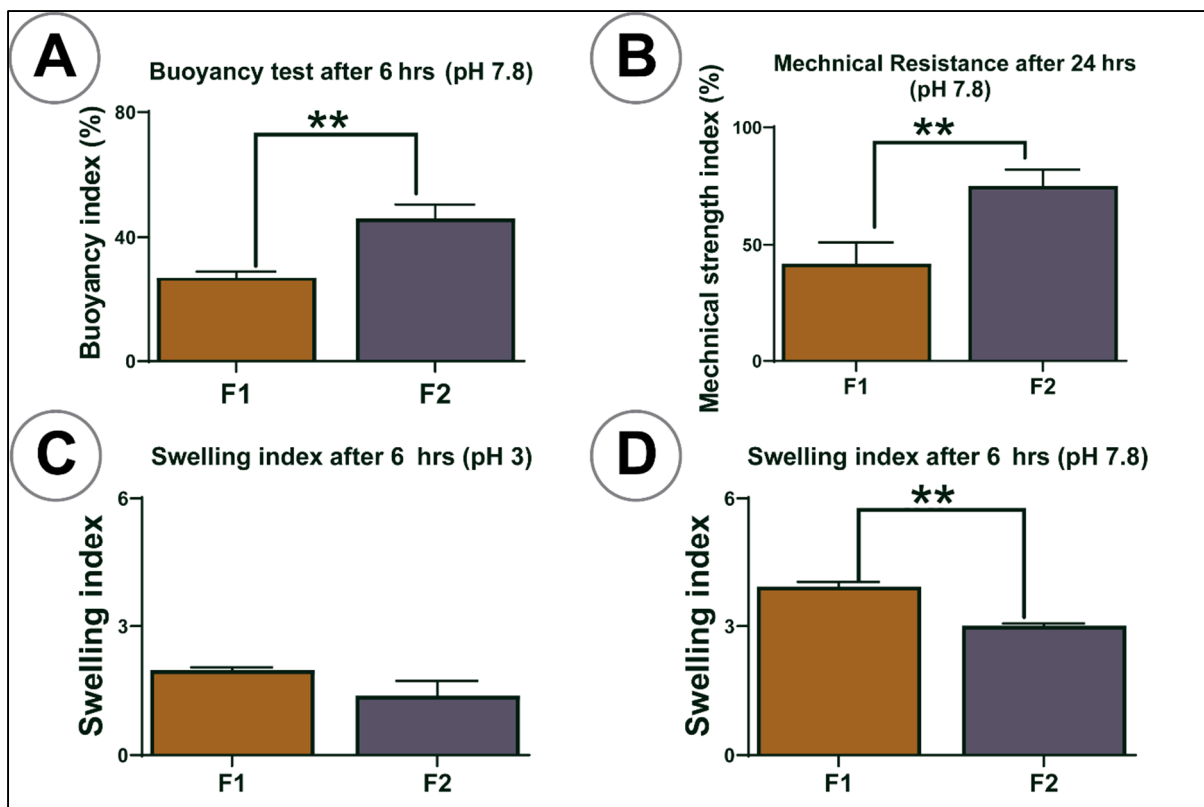 A
Buoyancy test after 6 hrs (pH 7.8)
Buoyancy index (%)
80
40
0
**
F1
F2
B
Mechnical Resistance after 24 hrs
(pH 7.8)
Mechnical strength index (%)
100
50
0
**
F1
F2
C
Swelling index after 6 hrs (pH 3)
Swelling index
6
3
0
F1
F2
D
Swelling index after 6 hrs (pH 7.8)
Swelling index
6
3
0
**
F1
F2